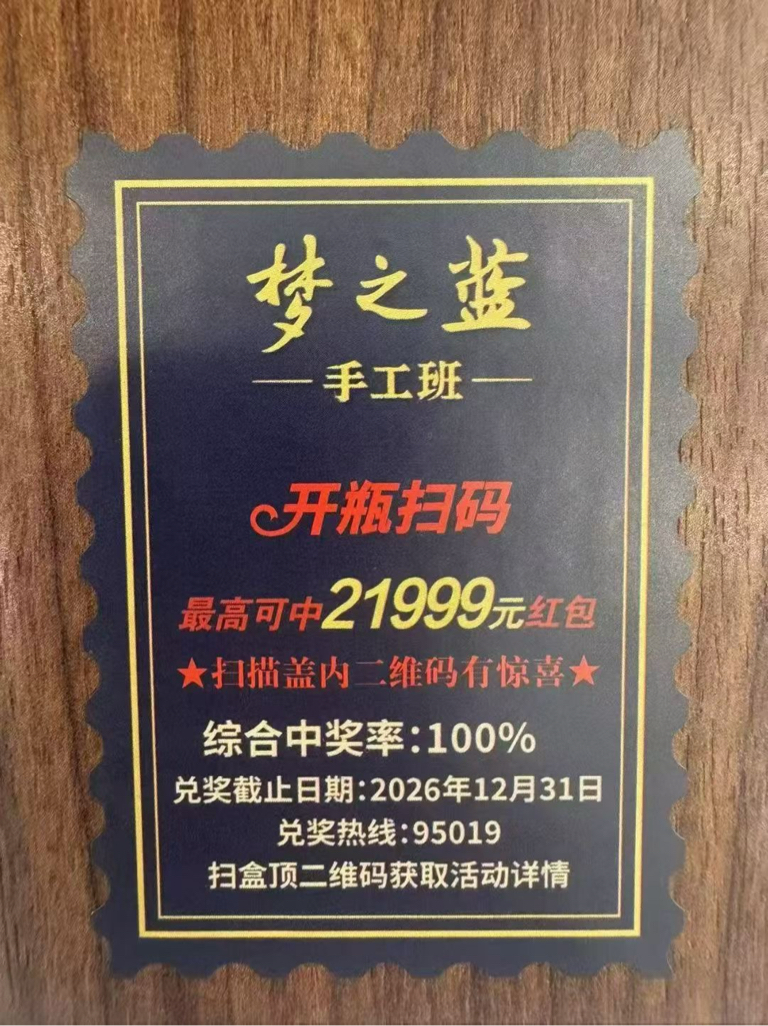 梦之蓝
手工班
开瓶扫码
最高可中21999元红包
★扫描盖内二维码有惊喜★
综合中奖率:100%
兑奖截止日期:2026年12月31日
兑奖热线:95019
扫盒顶二维码获取活动详情